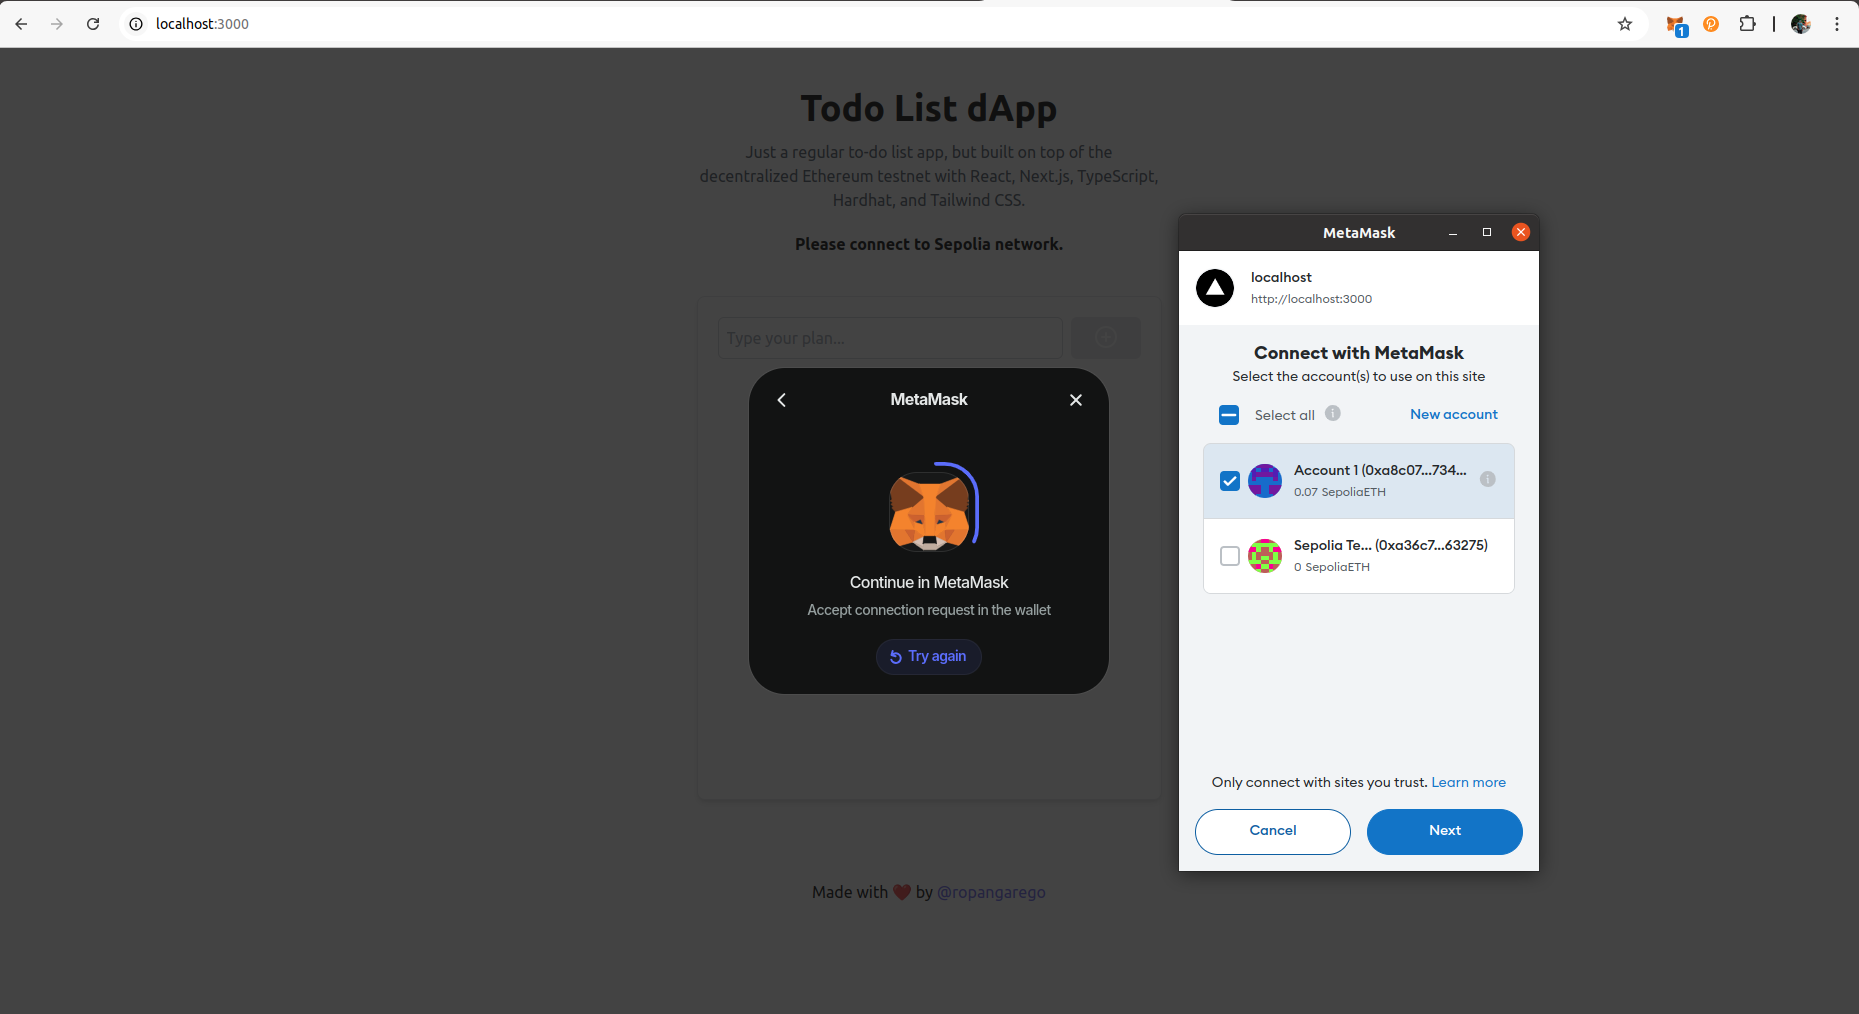 localhost:3000
1
Todo List dApp
Just a regular to-do list app, but built on top of the
decentralized Ethereum testnet with React, Next.js, TypeScript,
Hardhat, and Tailwind CSS.
Please connect to Sepolia network.
Type your plan...
MetaMask
Continue in MetaMask
Accept connection request in the wallet
Try again
Made with ❤️ by @ropangarego
MetaMask
localhost
http://localhost:3000
Connect with MetaMask
Select the account(s) to use on this site
Select all
New account
Account 1 (0xa8c07...734...
0.07 SepoliaETH
Sepolia Te... (0xa36c7...63275)
0 SepoliaETH
Only connect with sites you trust. Learn more
Cancel
Next